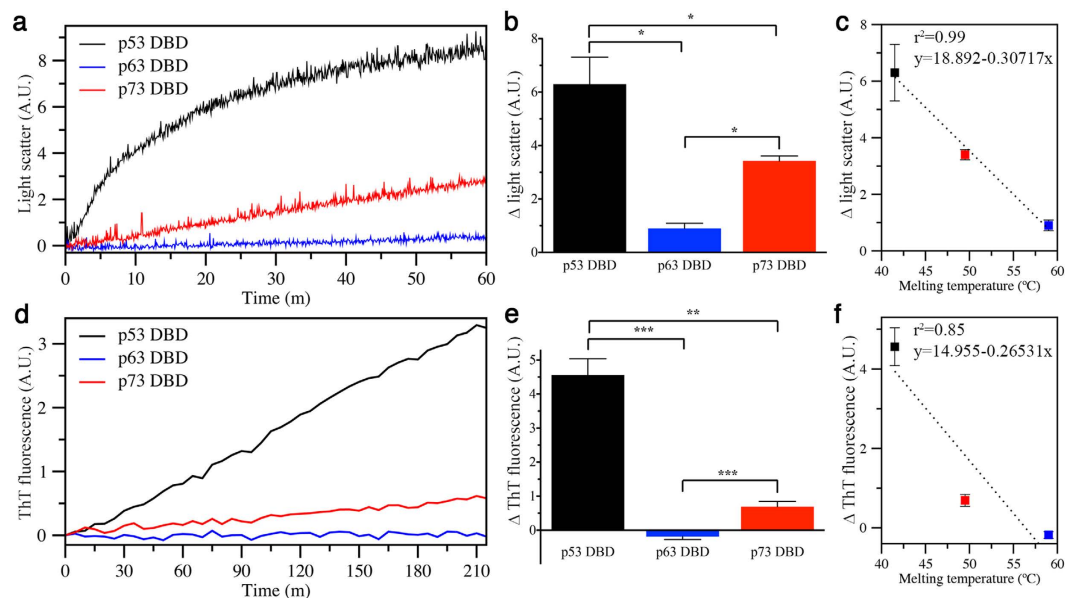 a
p53 DBD
p63 DBD
p73 DBD
Light scatter (A.U.)
8
6
4
2
0
0 10 20 30 40 50 60
Time (m)
b
*
*
*
Δ light scatter (A.U.)
8
6
4
2
0
p53 DBD p63 DBD p73 DBD
c
r²=0.99
y=18.892-0.30717x
Δ light scatter (A.U.)
8
6
4
2
0
40 45 50 55 60
Melting temperature (ºC)
d
p53 DBD
p63 DBD
p73 DBD
ThT fluorescence (A.U.)
3
2
1
0
0 30 60 90 120 150 180 210
Time (m)
e
**
***
***
Δ ThT fluorescence (A.U.)
5
4
3
2
1
0
p53 DBD p63 DBD p73 DBD
f
r²=0.85
y=14.955-0.26531x
Δ ThT fluorescence (A.U.)
4
2
0
40 45 50 55 60
Melting temperature (ºC)